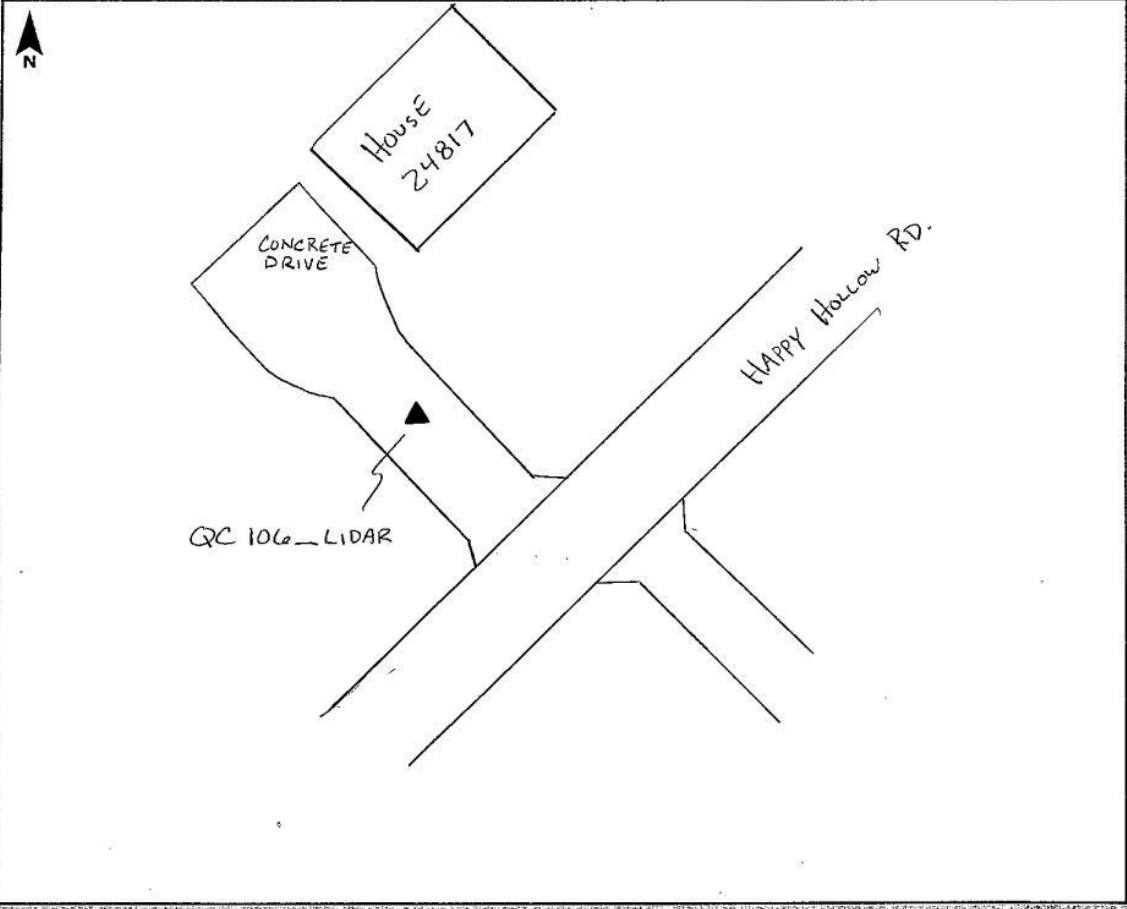 N
HOUSE
24817
CONCRETE
DRIVE
HAPPY HOLLOW RD.
QC 106_LIDAR